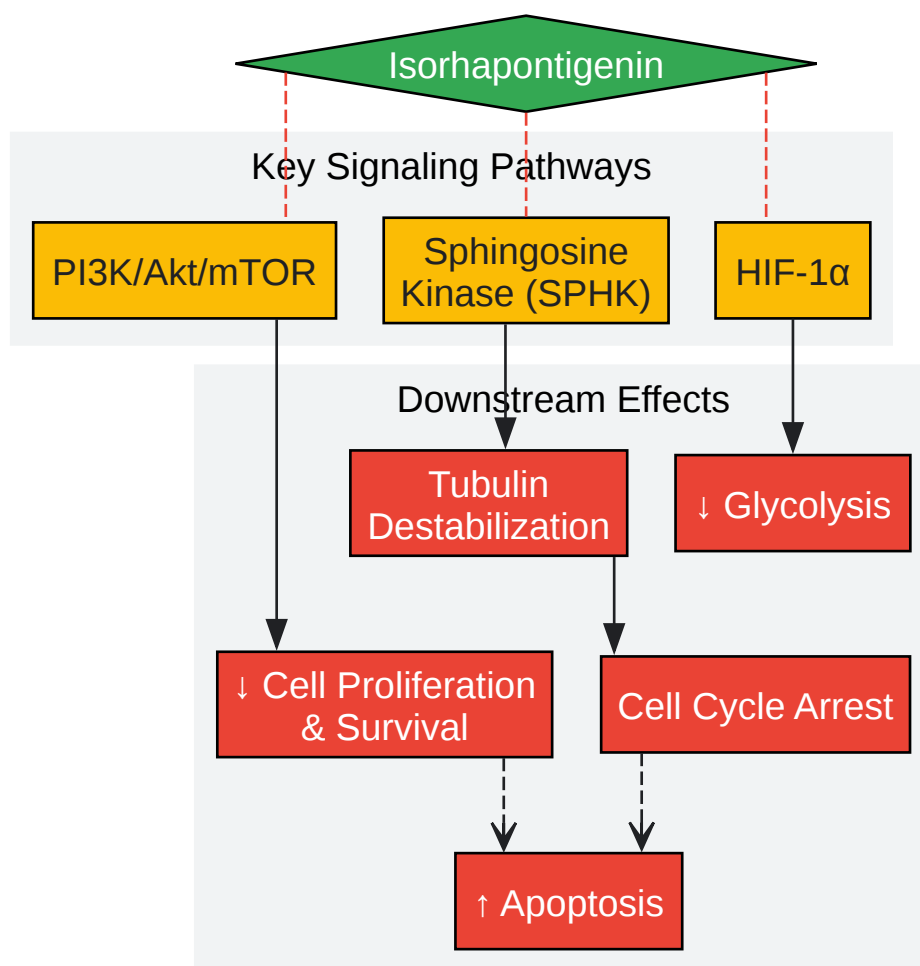 Isorhapontigenin
Key Signaling Pathways
PI3K/Akt/mTOR
Sphingosine
Kinase (SPHK)
HIF-1α
Downstream Effects
Tubulin
Destabilization
↓ Glycolysis
↓ Cell Proliferation
& Survival
Cell Cycle Arrest
↑ Apoptosis